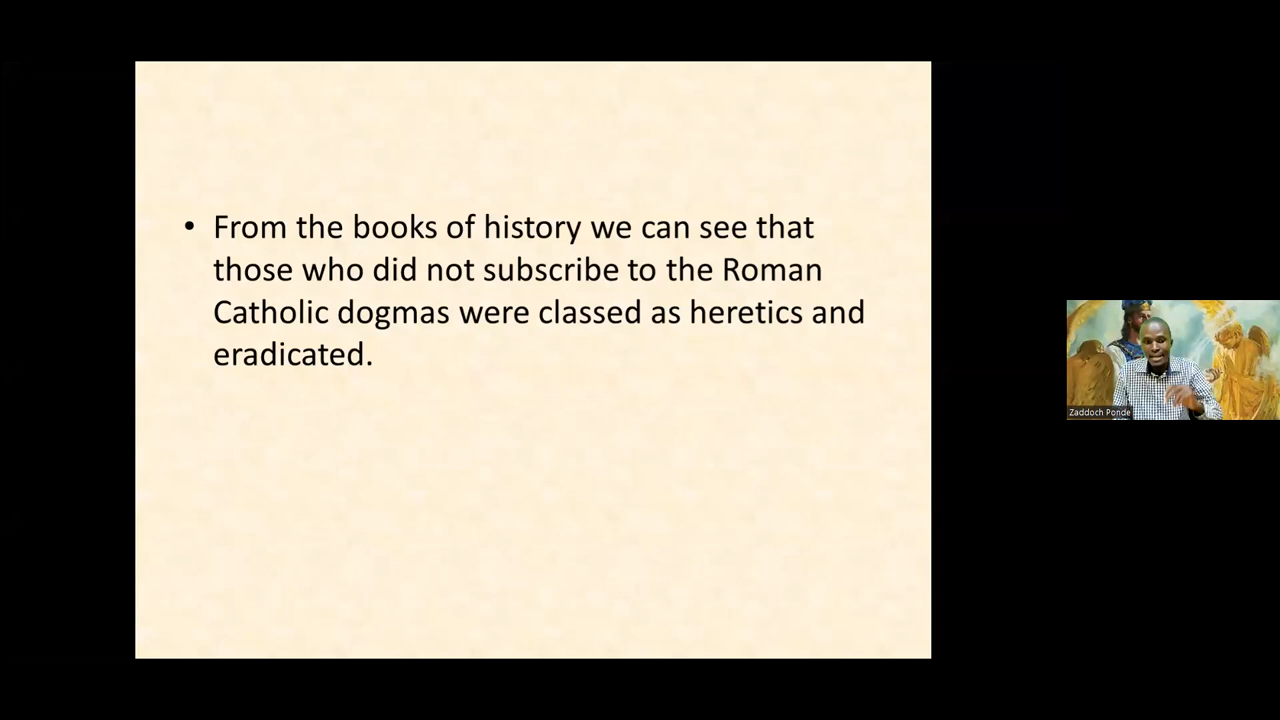 • From the books of history we can see that
those who did not subscribe to the Roman
Catholic dogmas were classed as heretics and
eradicated.
Zaddoch Ponde